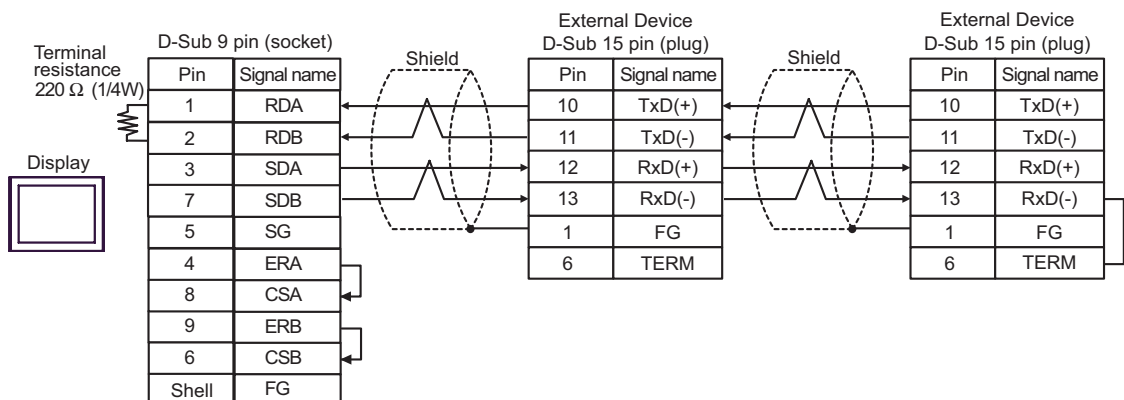 Terminal
resistance
220 Ω (1/4W)
Display
D-Sub 9 pin (socket)
Pin Signal name
1 RDA
2 RDB
3 SDA
7 SDB
5 SG
4 ERA
8 CSA
9 ERB
6 CSB
Shell FG
Shield
External Device
D-Sub 15 pin (plug)
Pin Signal name
10 TxD(+)
11 TxD(-)
12 RxD(+)
13 RxD(-)
1 FG
6 TERM
Shield
External Device
D-Sub 15 pin (plug)
Pin Signal name
10 TxD(+)
11 TxD(-)
12 RxD(+)
13 RxD(-)
1 FG
6 TERM